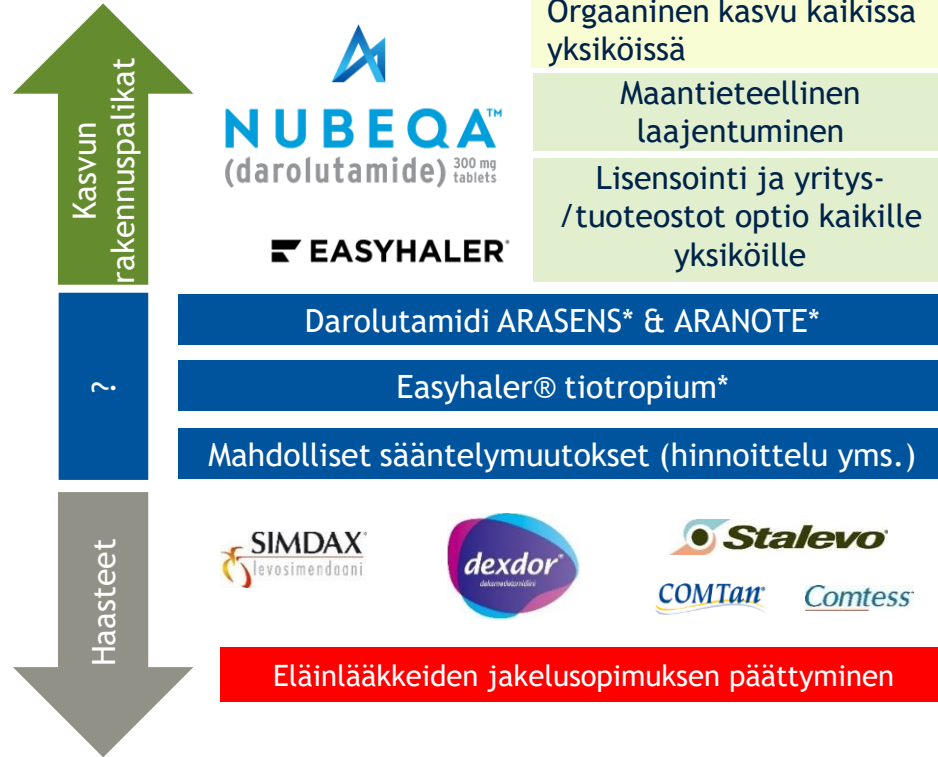 Kasvun
rakennuspalikat
NUBEQA™
(darolutamide) 300 mg
tablets
EASYHALER®
Orgaaninen kasvu kaikissa
yksiköissä
Maantieteellinen
laajentuminen
Lisensointi ja yritys-
/tuoteostot optio kaikille
yksiköille
?
Darolutamidi ARASENS* & ARANOTE*
Easyhaler® tiotropium*
Mahdolliset sääntelymuutokset (hinnoittelu yms.)
Haasteet
SIMDAX®
levosimendaani
dexdor®
deksmedetomidiini
Stalevo®
COMTan®
Comtess®
Eläinlääkkeiden jakelusopimuksen päättyminen